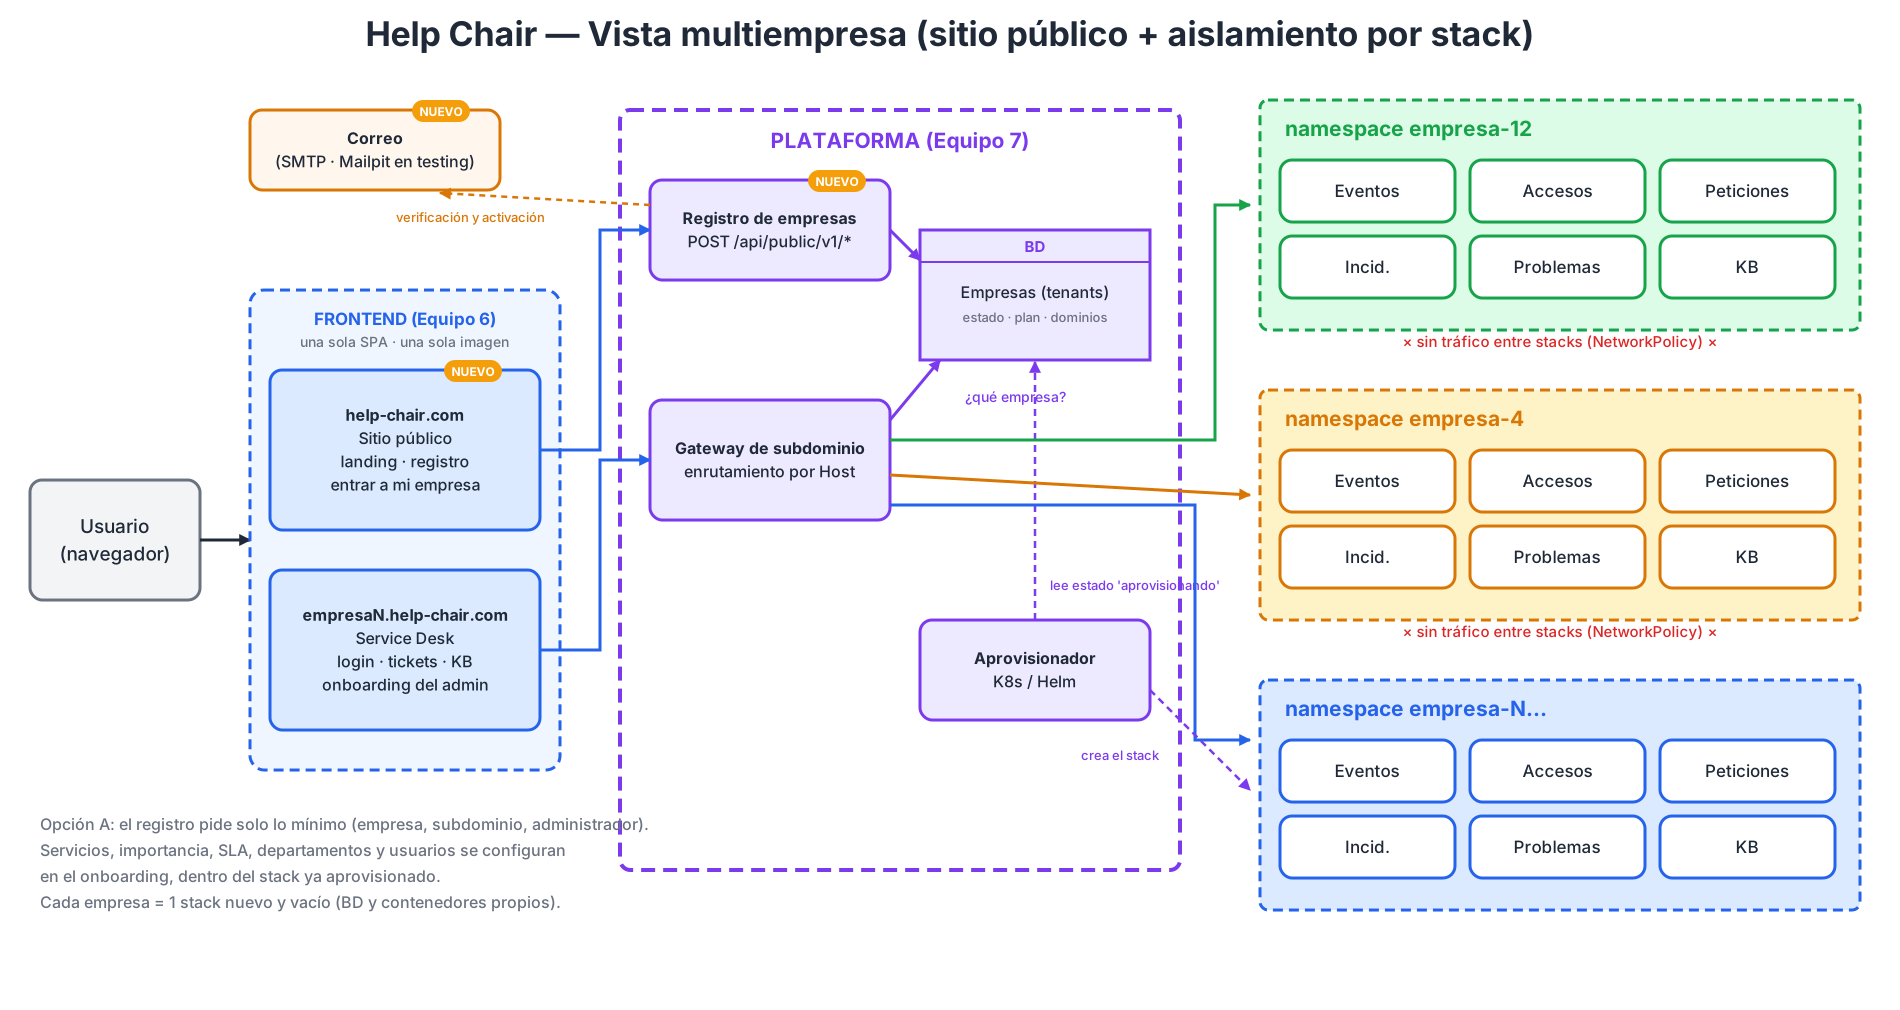 Help Chair — Vista multiempresa (sitio público + aislamiento por stack)
NUEVO
Correo
(SMTP · Mailpit en testing)
verificación y activación
FRONTEND (Equipo 6)
una sola SPA · una sola imagen
NUEVO
help-chair.com
Sitio público
landing · registro
entrar a mi empresa
Usuario
(navegador)
empresaN.help-chair.com
Service Desk
login · tickets · KB
onboarding del admin
PLATAFORMA (Equipo 7)
NUEVO
Registro de empresas
POST /api/public/v1/*
BD
Empresas (tenants)
estado · plan · dominios
¿qué empresa?
Gateway de subdominio
enrutamiento por Host
lee estado 'aprovisionando'
Aprovisionador
K8s / Helm
crea el stack
namespace empresa-12
Eventos
Accesos
Peticiones
Incid.
Problemas
KB
× sin tráfico entre stacks (NetworkPolicy) ×
namespace empresa-4
Eventos
Accesos
Peticiones
Incid.
Problemas
KB
× sin tráfico entre stacks (NetworkPolicy) ×
namespace empresa-N...
Eventos
Accesos
Peticiones
Incid.
Problemas
KB
Opción A: el registro pide solo lo mínimo (empresa, subdominio, administrador).
Servicios, importancia, SLA, departamentos y usuarios se configuran
en el onboarding, dentro del stack ya aprovisionado.
Cada empresa = 1 stack nuevo y vacío (BD y contenedores propios).